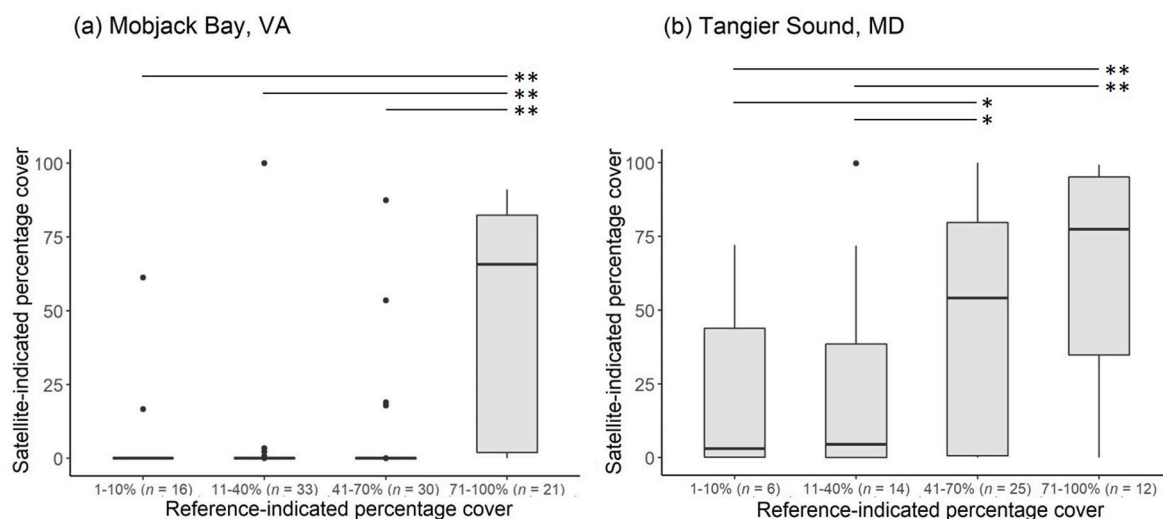 (a) Mobjack Bay, VA
**
**
**
Satellite-indicated percentage cover
100
75
50
25
0
1-10% (n = 16) 11-40% (n = 33) 41-70% (n = 30) 71-100% (n = 21)
Reference-indicated percentage cover
(b) Tangier Sound, MD
**
**
*
*
Satellite-indicated percentage cover
100
75
50
25
0
1-10% (n = 6) 11-40% (n = 14) 41-70% (n = 25) 71-100% (n = 12)
Reference-indicated percentage cover